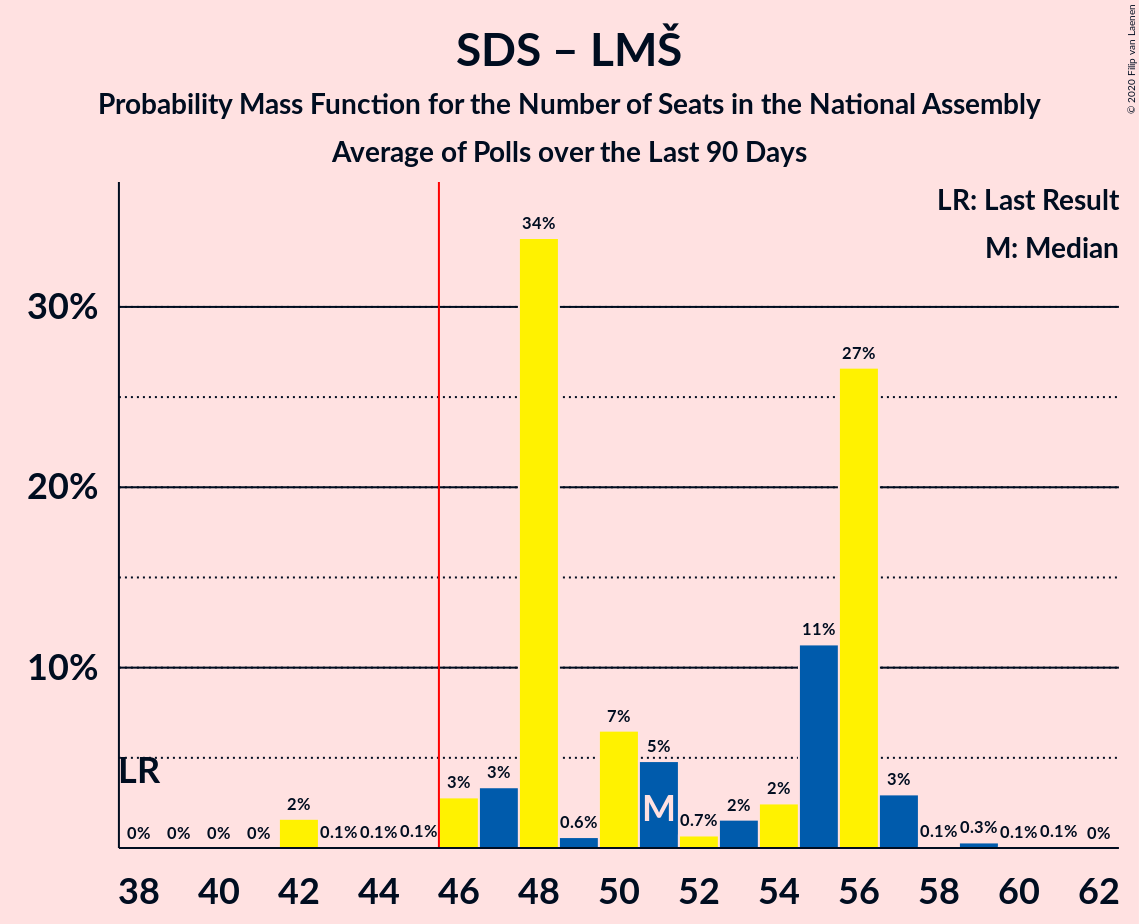 SDS – LMŠ
Probability Mass Function for the Number of Seats in the National Assembly
Average of Polls over the Last 90 Days
© 2020 Filip van Laenen
LR: Last Result
M: Median
30%
20%
10%
LR
0% 0% 0% 0% 2% 0.1% 0.1% 0.1% 3% 3% 34% 0.6% 7% 5% 0.7% 2% 2% 11% 27% 3% 0.1% 0.3% 0.1% 0.1% 0%
M
38 40 42 44 46 48 50 52 54 56 58 60 62